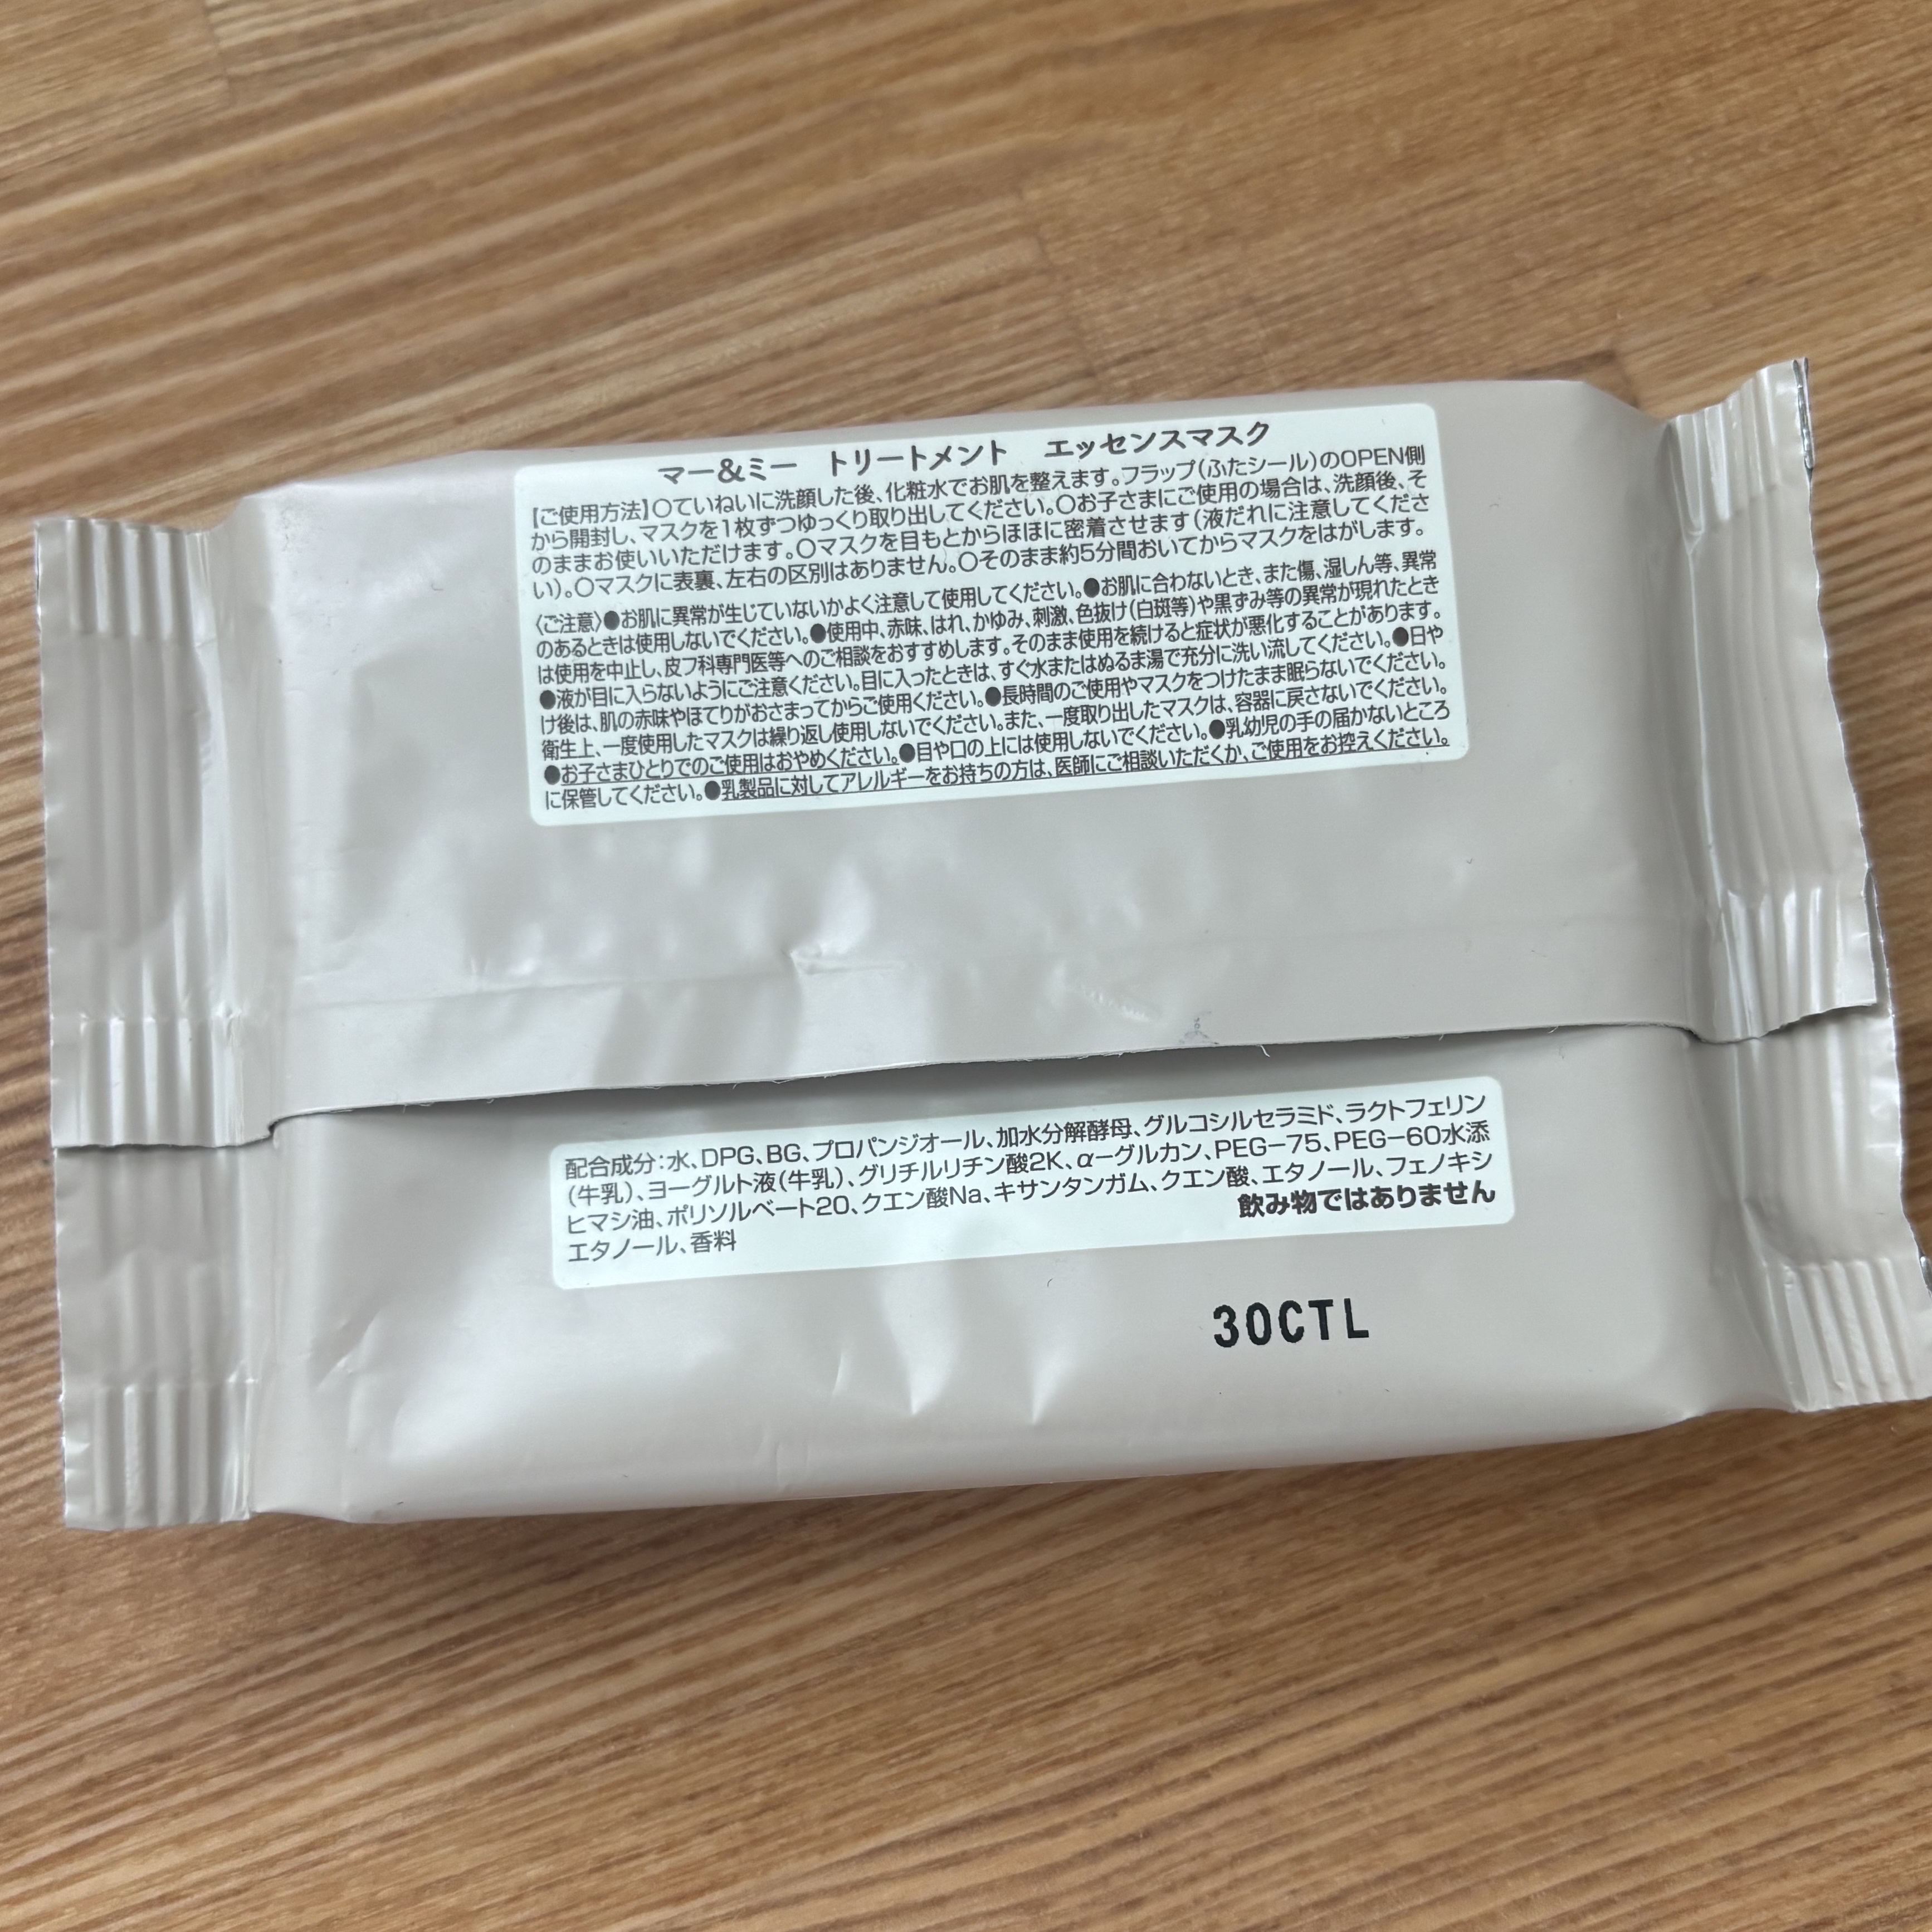 マー&ミー トリートメント エッセンスマスク
【ご使用方法】○ていねいに洗顔した後、化粧水でお肌を整えます。フラップ(ふたシール)のOPEN側
から開封し、マスクを1枚ずつゆっくり取り出してください。○お子さまにご使用の場合は、洗顔後、そ
のままお使いいただけます。○マスクを目もとからほほに密着させます(液だれに注意してくださ
い)。○マスクに表裏、左右の区別はありません。○そのまま約5分間おいてからマスクをはがします。
〈ご注意〉●お肌に異常が生じていないかよく注意して使用してください。●お肌に合わないとき、また傷、湿しん等、異常
のあるときは使用しないでください。●使用中、赤味、はれ、かゆみ、刺激、色抜け(白斑等)や黒ずみ等の異常が現れたとき
は使用を中止し、皮フ科専門医等へのご相談をおすすめします。そのまま使用を続けると症状が悪化することがあります。
●液が目に入らないようにご注意ください。目に入ったときは、すぐ水またはぬるま湯で充分に洗い流してください。●日や
け後は、肌の赤味やほてりがおさまってからご使用ください。●長時間のご使用やマスクをつけたまま眠らないでください。
衛生上、一度使用したマスクは繰り返し使用しないでください。また、一度取り出したマスクは、容器に戻さないでください。
●お子さまひとりでのご使用はおやめください。●目や口の上には使用しないでください。●乳幼児の手の届かないところ
に保管してください。●乳製品に対してアレルギーをお持ちの方は、医師にご相談いただくか、ご使用をお控えください。
配合成分:水、DPG、BG、プロパンジオール、加水分解酵母、グルコシルセラミド、ラクトフェリン
(牛乳)、ヨーグルト液(牛乳)、グリチルリチン酸2K、α-グルカン、PEG-75、PEG-60水添
ヒマシ油、ポリソルベート20、クエン酸Na、キサンタンガム、クエン酸、エタノール、フェノキシ
エタノール、香料
飲み物ではありません
30CTL